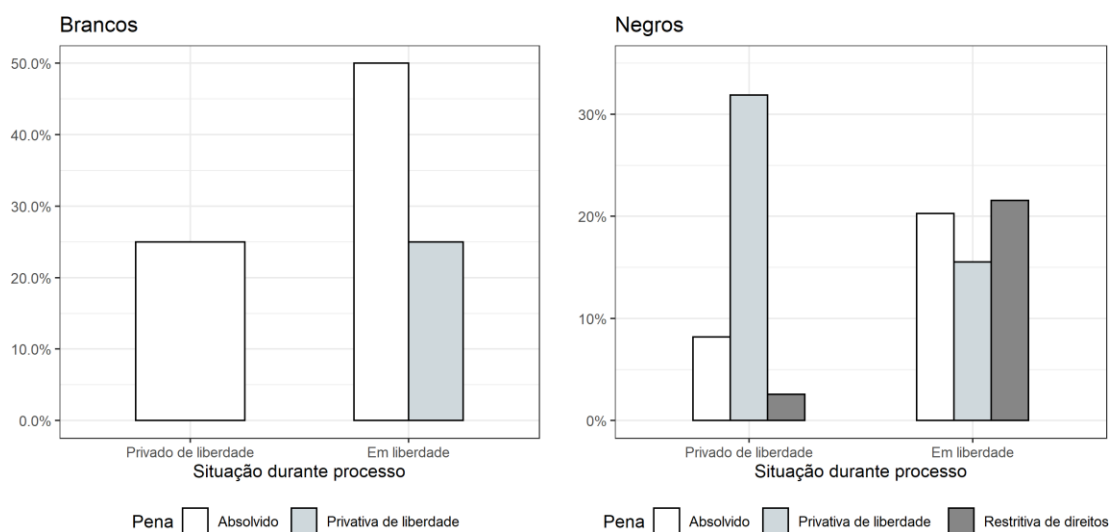 Brancos
50.0%
40.0%
30.0%
20.0%
10.0%
0.0%
Privado de liberdade Em liberdade
Situação durante processo
Pena Absolvido Privativa de liberdade
Negros
30%
20%
10%
0%
Privado de liberdade Em liberdade
Situação durante processo
Pena Absolvido Privativa de liberdade Restritiva de direitos